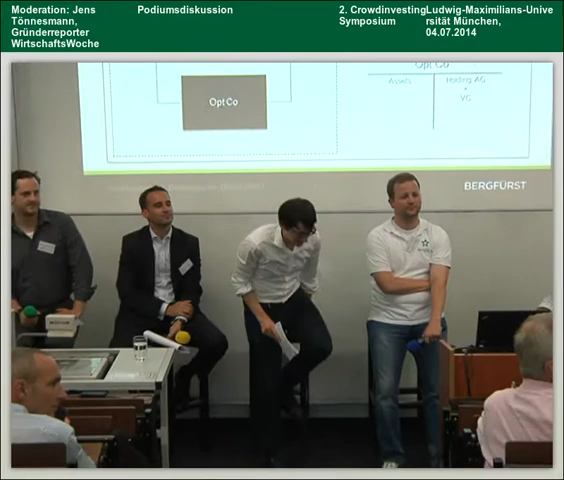 Moderation: Jens
Tönnesmann,
Gründerreporter
WirtschaftsWoche
Podiumsdiskussion
2. Crowdinvesting
Symposium
Ludwig-Maximilians-Unive
rsität München,
04.07.2014
Opt Co
Opt Co
Assets
Holding AG
+
VC
BERGFÜRST